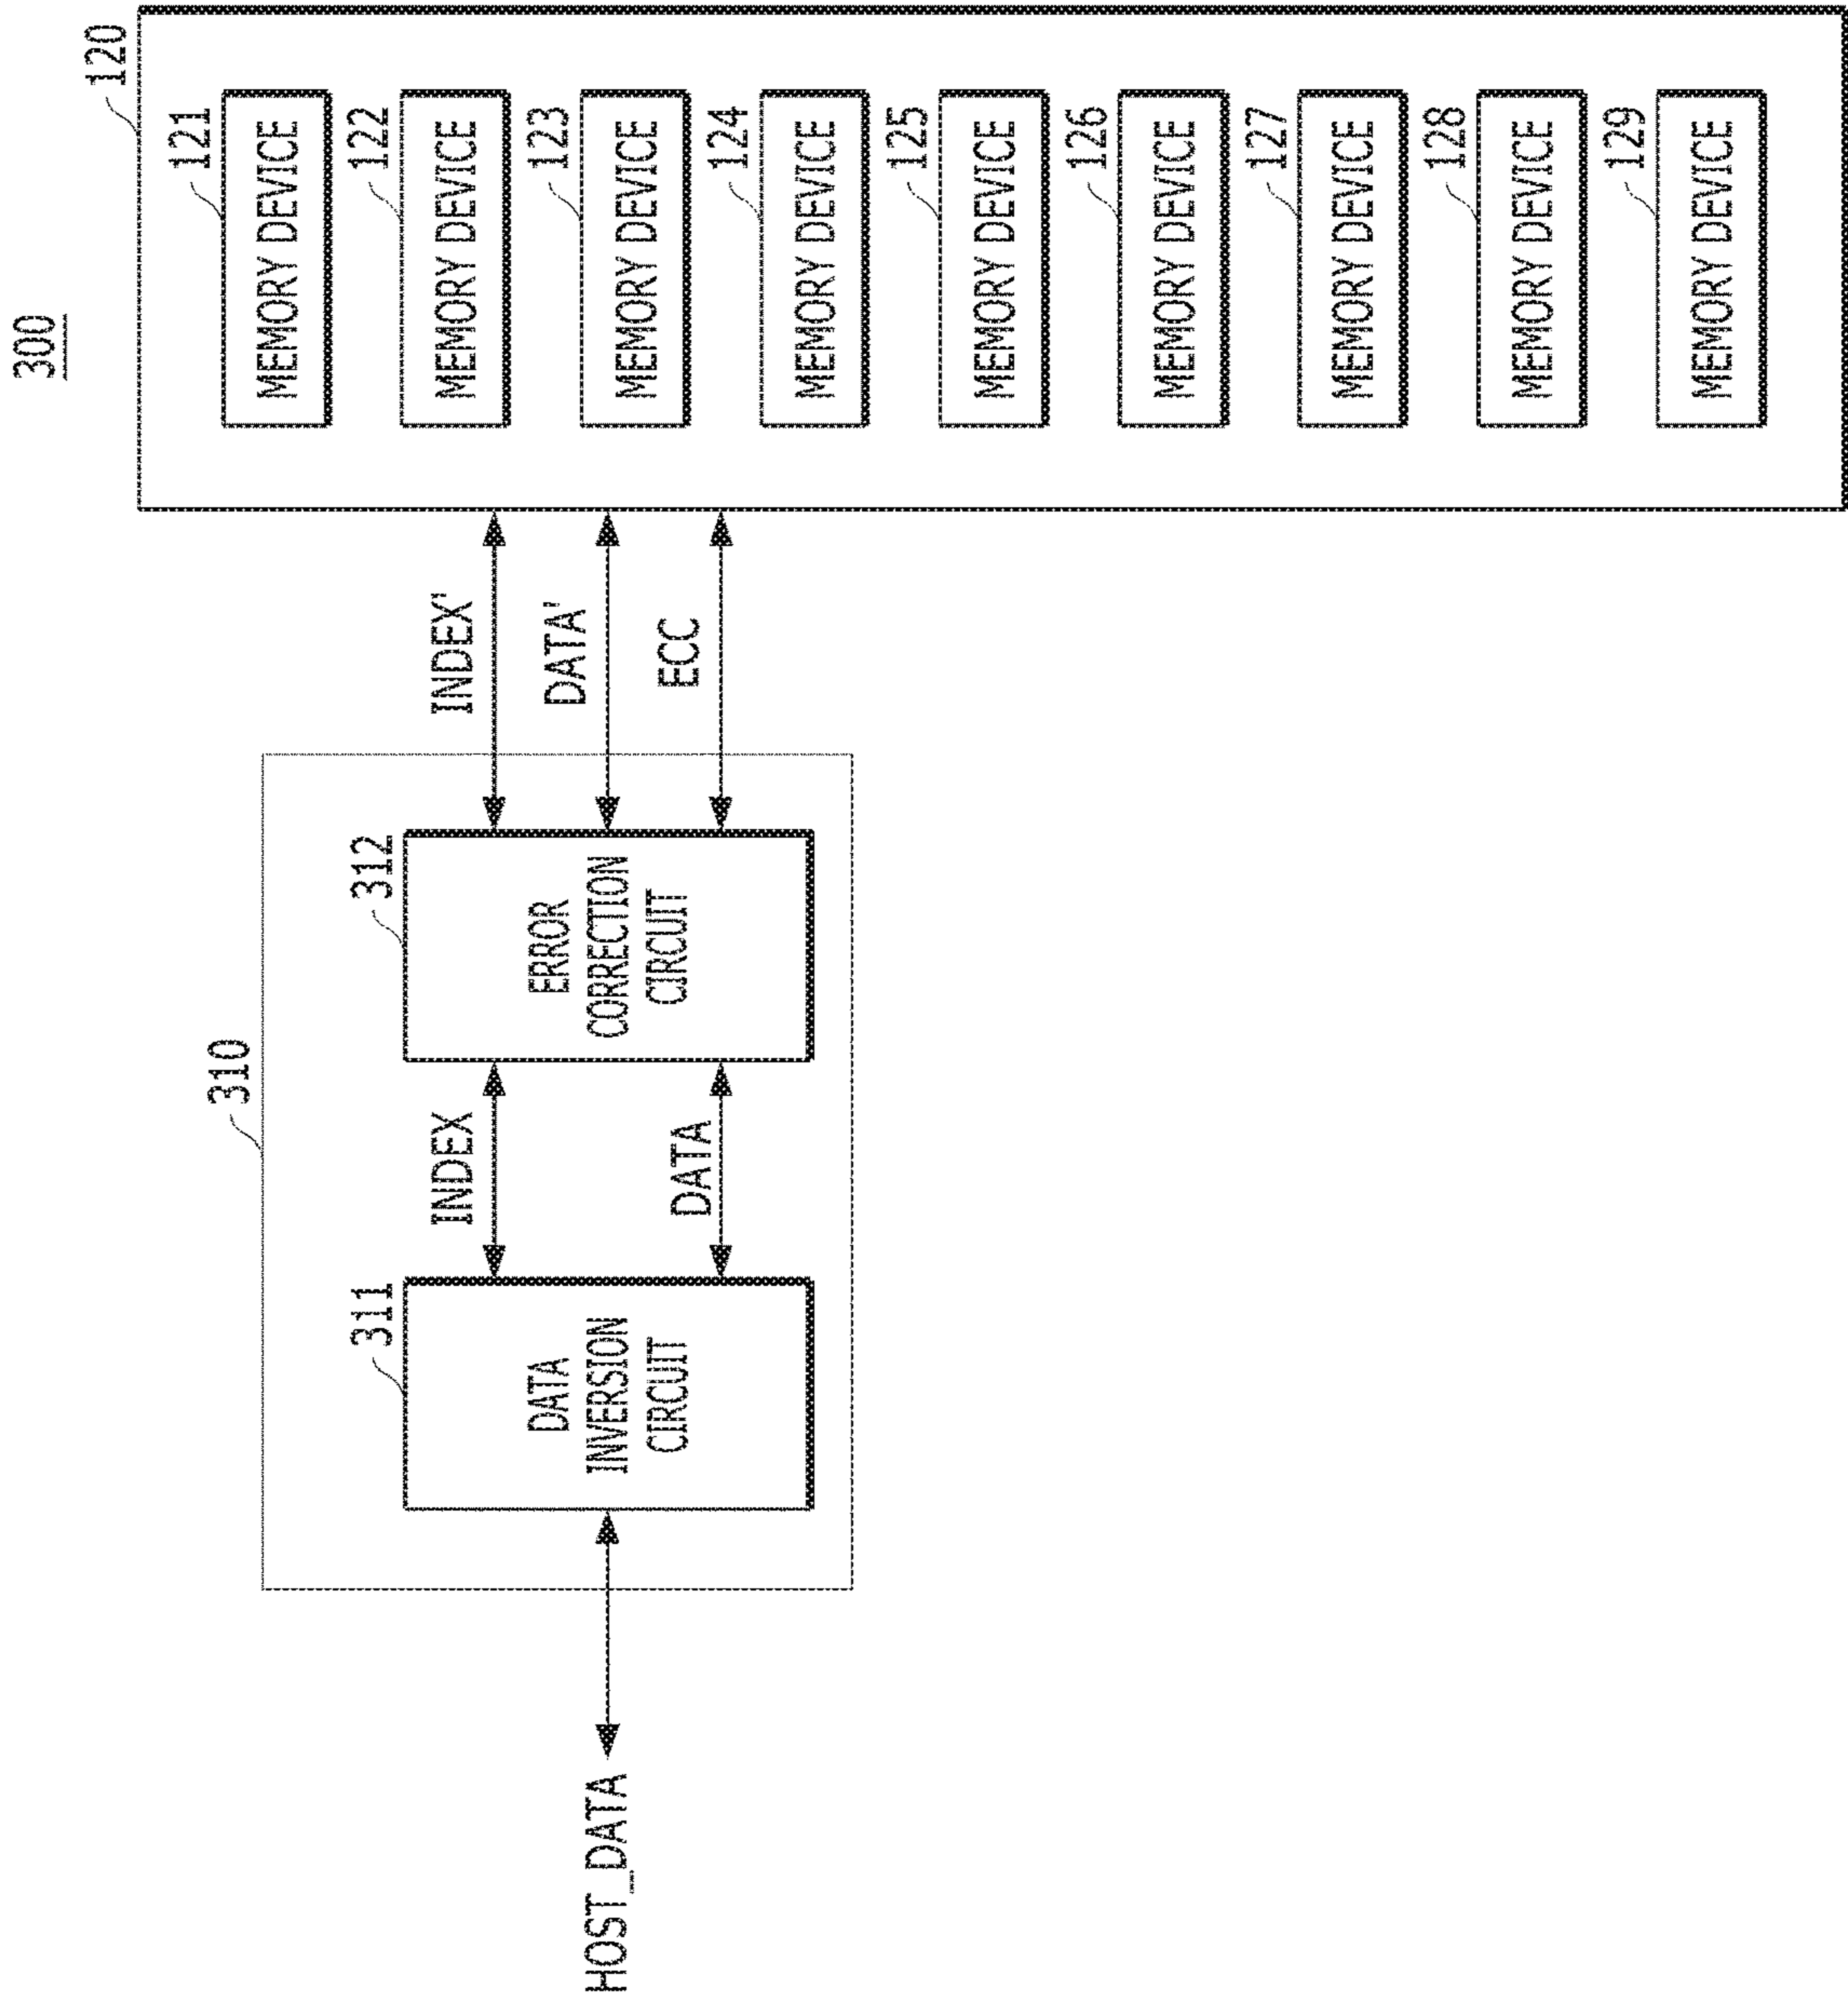 300
120
121
MEMORY DEVICE
122
MEMORY DEVICE
123
MEMORY DEVICE
124
MEMORY DEVICE
125
MEMORY DEVICE
126
MEMORY DEVICE
127
MEMORY DEVICE
128
MEMORY DEVICE
129
MEMORY DEVICE
310
311
DATA
INVERSION
CIRCUIT
312
ERROR
CORRECTION
CIRCUIT
INDEX
DATA
INDEX'
DATA'
ECC
HOST_DATA